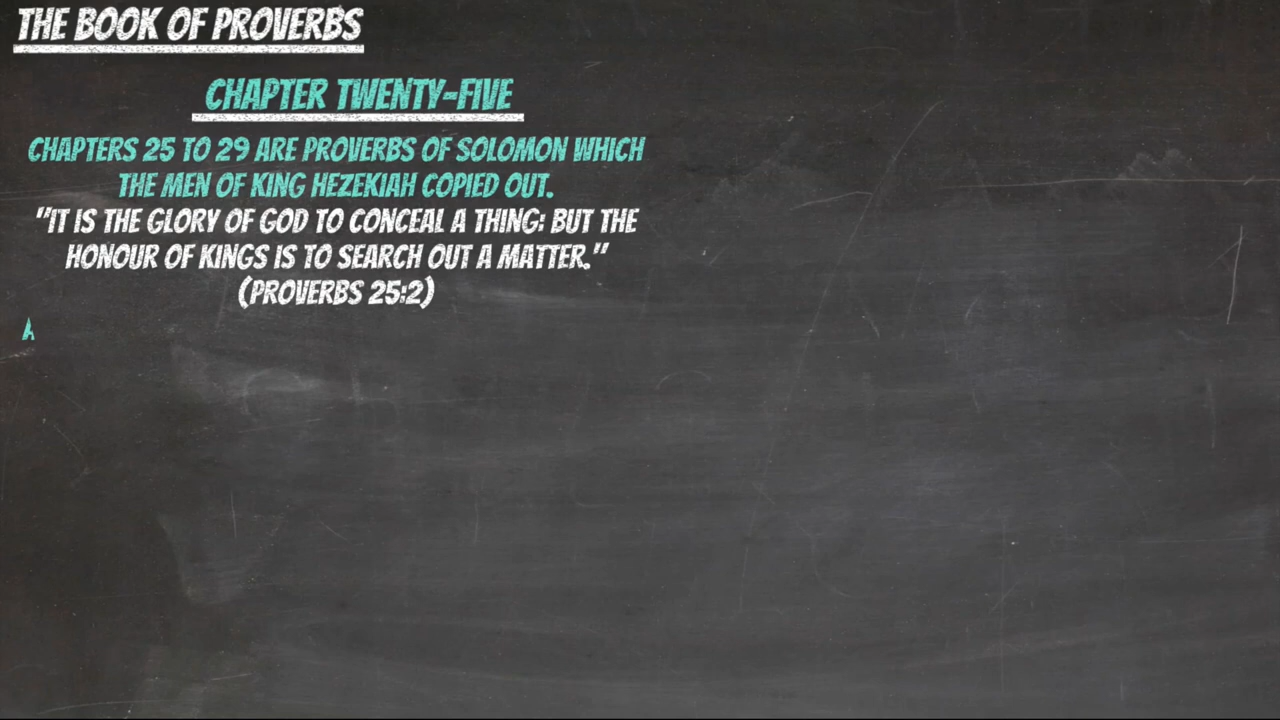 THE BOOK OF PROVERBS
CHAPTER TWENTY-FIVE
CHAPTERS 25 TO 29 ARE PROVERBS OF SOLOMON WHICH
THE MEN OF KING HEZEKIAH COPIED OUT.
"IT IS THE GLORY OF GOD TO CONCEAL A THING: BUT THE
HONOUR OF KINGS IS TO SEARCH OUT A MATTER."
(PROVERBS 25:2)
A